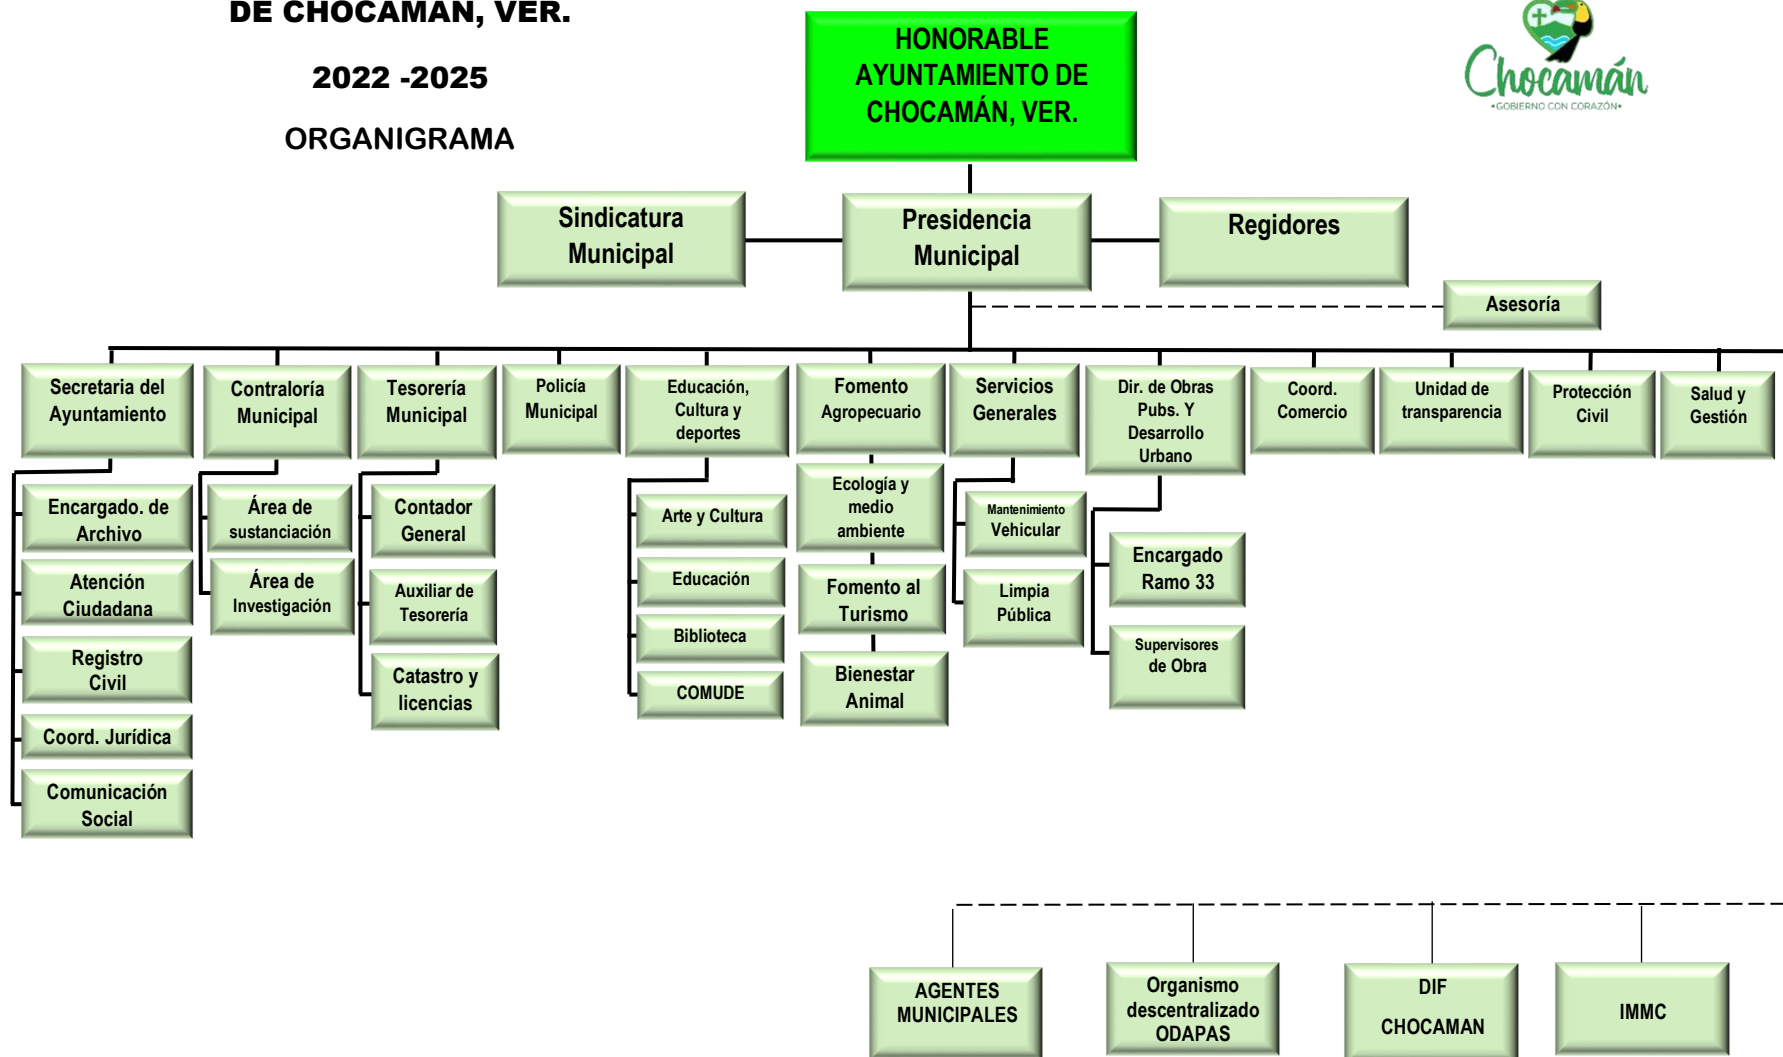 DE CHOCAMAN, VER.
2022 -2025
ORGANIGRAMA
HONORABLE
AYUNTAMIENTO DE
CHOCAMÁN, VER.
Chocamán
•GOBIERNO CON CORAZÓN•
Sindicatura
Municipal
Presidencia
Municipal
Regidores
Asesoría
Secretaria del
Ayuntamiento
Contraloría
Municipal
Tesorería
Municipal
Policía
Municipal
Educación,
Cultura y
deportes
Fomento
Agropecuario
Servicios
Generales
Dir. de Obras
Pubs. Y
Desarrollo
Urbano
Coord.
Comercio
Unidad de
transparencia
Protección
Civil
Salud y
Gestión
Encargado. de
Archivo
Atención
Ciudadana
Registro
Civil
Coord. Jurídica
Comunicación
Social
Área de
sustanciación
Área de
Investigación
Contador
General
Auxiliar de
Tesorería
Catastro y
licencias
Arte y Cultura
Educación
Biblioteca
COMUDE
Ecología y
medio
ambiente
Fomento al
Turismo
Bienestar
Animal
Mantenimiento
Vehicular
Limpia
Pública
Encargado
Ramo 33
Supervisores
de Obra
AGENTES
MUNICIPALES
Organismo
descentralizado
ODAPAS
DIF
CHOCAMAN
IMMC